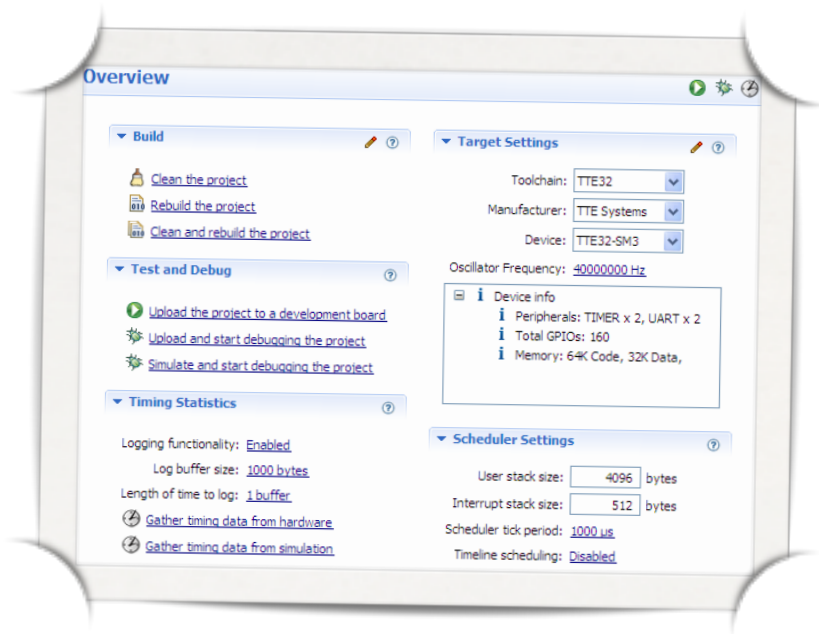 Overview
Build
Clean the project
Rebuild the project
Clean and rebuild the project
Test and Debug
Upload the project to a development board
Upload and start debugging the project
Simulate and start debugging the project
Timing Statistics
Logging functionality: Enabled
Log buffer size: 1000 bytes
Length of time to log: 1 buffer
Gather timing data from hardware
Gather timing data from simulation
Target Settings
Toolchain: TTE32
Manufacturer: TTE Systems
Device: TTE32-SM3
Oscillator Frequency: 40000000 Hz
Device info
Peripherals: TIMER x 2, UART x 2
Total GPIOs: 160
Memory: 64K Code, 32K Data,
Scheduler Settings
User stack size: 4096 bytes
Interrupt stack size: 512 bytes
Scheduler tick period: 1000 µs
Timeline scheduling: Disabled